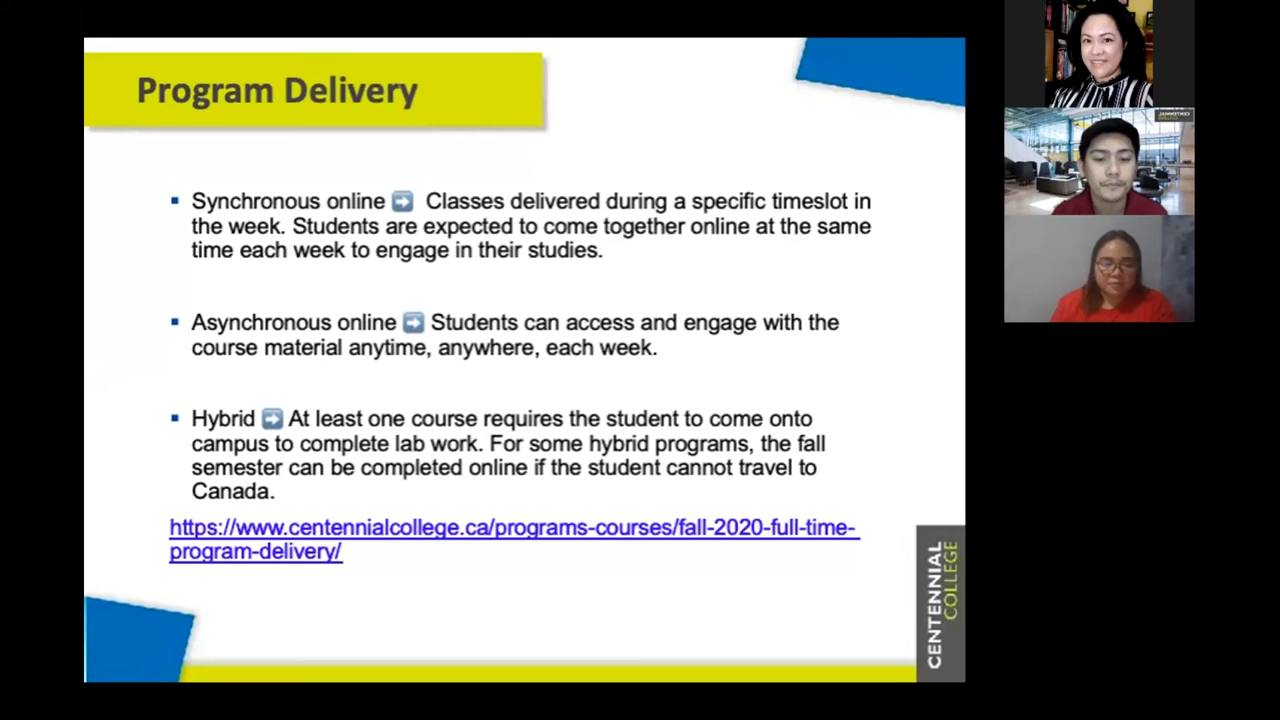 Program Delivery
Synchronous online ➡ Classes delivered during a specific timeslot in
the week. Students are expected to come together online at the same
time each week to engage in their studies.
Asynchronous online ➡ Students can access and engage with the
course material anytime, anywhere, each week.
Hybrid ➡ At least one course requires the student to come onto
campus to complete lab work. For some hybrid programs, the fall
semester can be completed online if the student cannot travel to
Canada.
https://www.centennialcollege.ca/programs-courses/fall-2020-full-time-
program-delivery/
CENTENNIAL
COLLEGE
CENTENNIAL
COLLEGE